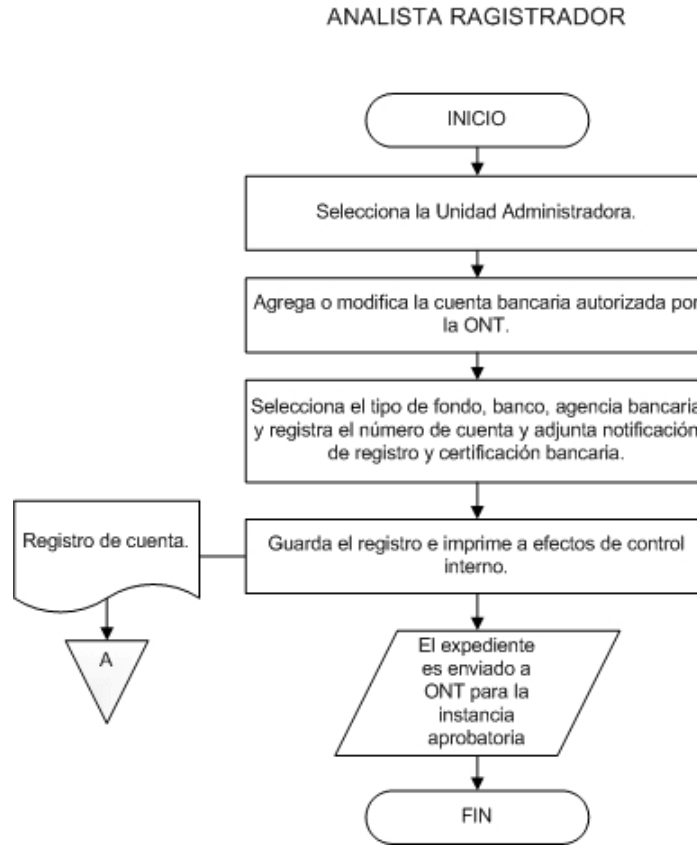 ANALISTA RAGISTRADOR
INICIO
Selecciona la Unidad Administradora.
Agrega o modifica la cuenta bancaria autorizada por
la ONT.
Selecciona el tipo de fondo, banco, agencia bancaria
y registra el número de cuenta y adjunta notificación
de registro y certificación bancaria.
Registro de cuenta.
Guarda el registro e imprime a efectos de control
interno.
A
El expediente
es enviado a
ONT para la
instancia
aprobatoria
FIN